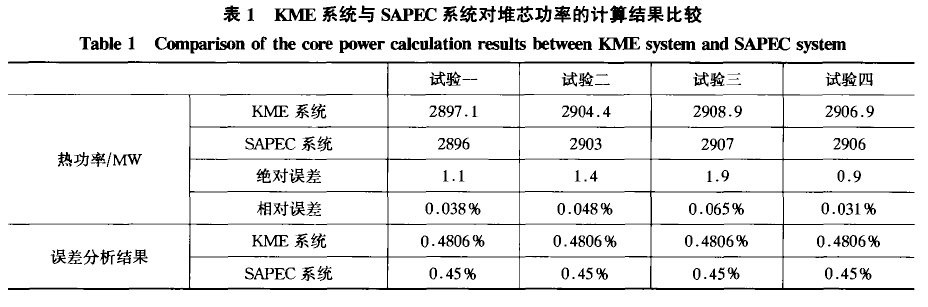 表 1 KME 系统与 SAPEC 系统对堆芯功率的计算结果比较
Table 1 Comparison of the core power calculation results between KME system and SAPEC system
试验一 试验二 试验三 试验四
热功率/MW KME 系统 2897.1 2904.4 2908.9 2906.9
SAPEC 系统 2896 2903 2907 2906
绝对误差 1.1 1.4 1.9 0.9
相对误差 0.038% 0.048% 0.065% 0.031%
误差分析结果 KME 系统 0.4806% 0.4806% 0.4806% 0.4806%
SAPEC 系统 0.45% 0.45% 0.45% 0.45%